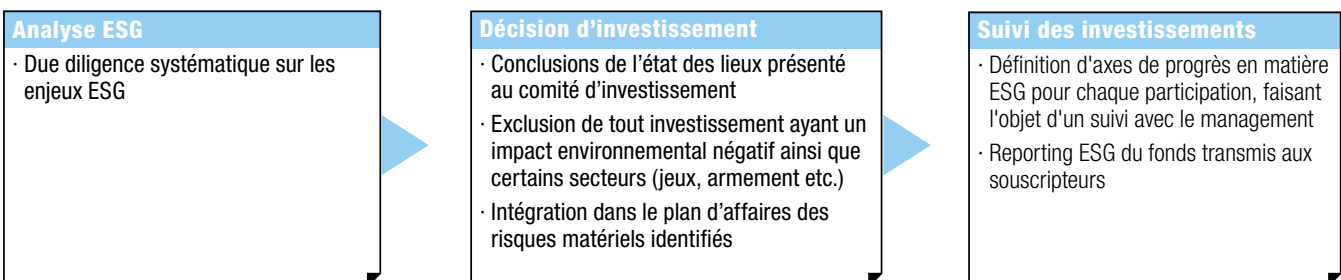 Analyse ESG
· Due diligence systématique sur les
enjeux ESG
Décision d’investissement
· Conclusions de l’état des lieux présenté
au comité d’investissement
· Exclusion de tout investissement ayant un
impact environnemental négatif ainsi que
certains secteurs (jeux, armement etc.)
· Intégration dans le plan d’affaires des
risques matériels identifiés
Suivi des investissements
· Définition d'axes de progrès en matière
ESG pour chaque participation, faisant
l'objet d'un suivi avec le management
· Reporting ESG du fonds transmis aux
souscripteurs